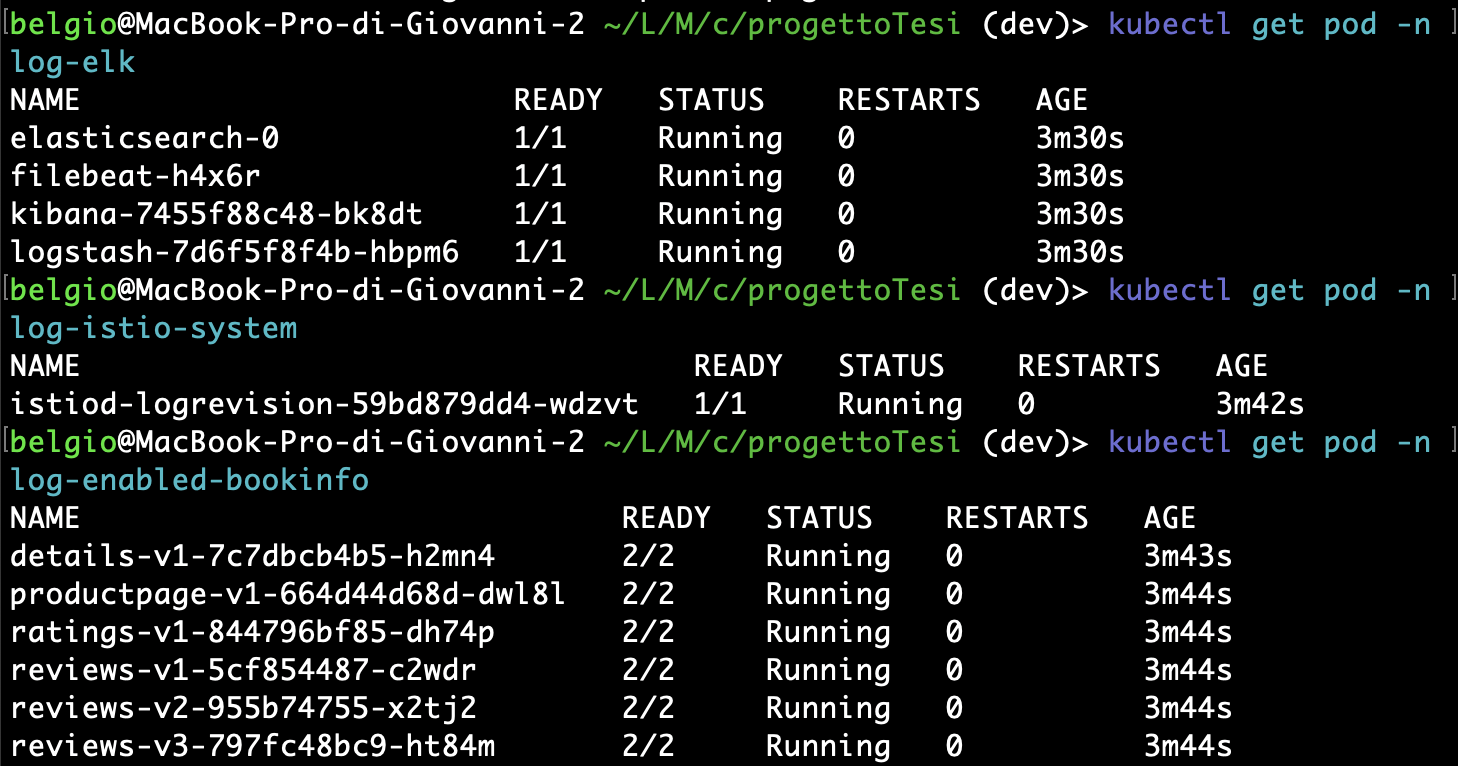 belgio@MacBook-Pro-di-Giovanni-2 ~/L/M/c/progettoTesi (dev)> kubectl get pod -n
log-elk
NAME READY STATUS RESTARTS AGE
elasticsearch-0 1/1 Running 0 3m30s
filebeat-h4x6r 1/1 Running 0 3m30s
kibana-7455f88c48-bk8dt 1/1 Running 0 3m30s
logstash-7d6f5f8f4b-hbpm6 1/1 Running 0 3m30s
belgio@MacBook-Pro-di-Giovanni-2 ~/L/M/c/progettoTesi (dev)> kubectl get pod -n
log-istio-system
NAME READY STATUS RESTARTS AGE
istiod-logrevision-59bd879dd4-wdzvt 1/1 Running 0 3m42s
belgio@MacBook-Pro-di-Giovanni-2 ~/L/M/c/progettoTesi (dev)> kubectl get pod -n
log-enabled-bookinfo
NAME READY STATUS RESTARTS AGE
details-v1-7c7dbcb4b5-h2mn4 2/2 Running 0 3m43s
productpage-v1-664d44d68d-dwl8l 2/2 Running 0 3m44s
ratings-v1-844796bf85-dh74p 2/2 Running 0 3m44s
reviews-v1-5cf854487-c2wdr 2/2 Running 0 3m44s
reviews-v2-955b74755-x2tj2 2/2 Running 0 3m44s
reviews-v3-797fc48bc9-ht84m 2/2 Running 0 3m44s